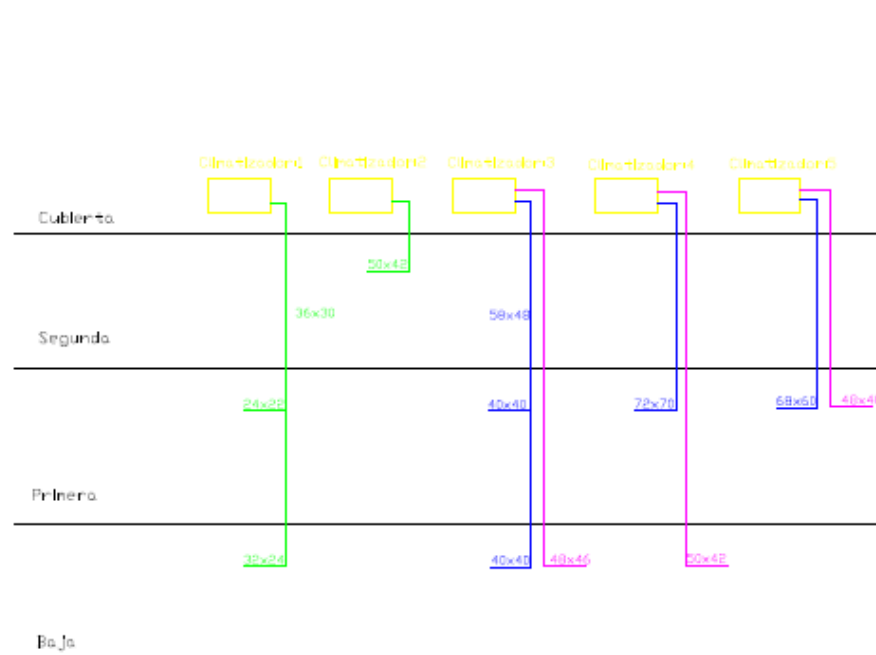 Climatizador1 Climatizador2 Climatizador3 Climatizador4 Climatizador5
Cubierta
50x42
36x30 58x48
Segunda
24x22 40x40 72x70 68x60
Primera
32x24 40x40 48x46 50x42
Baja